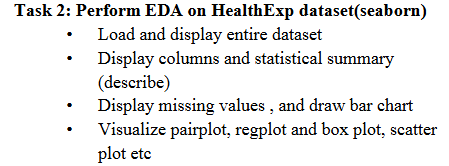 Task 2: Perform EDA on HealthExp dataset(seaborn)
• Load and display entire dataset
• Display columns and statistical summary
(describe)
• Display missing values , and draw bar chart
• Visualize pairplot, regplot and box plot, scatter
plot etc